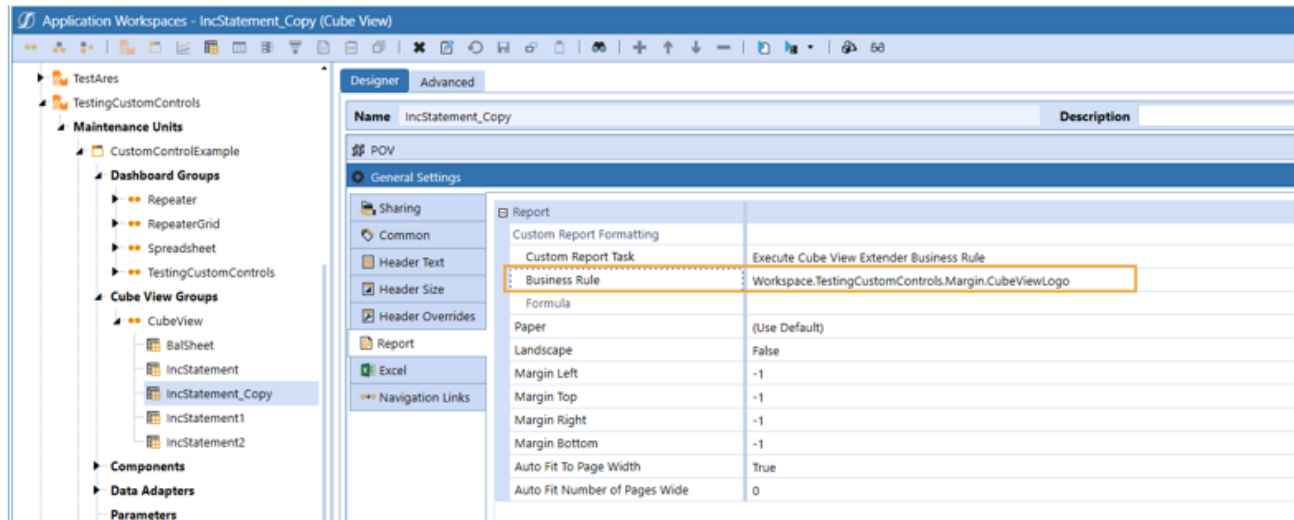 Application Workspaces - IncStatement_Copy (Cube View)
TestAres
TestingCustomControls
Maintenance Units
CustomControlExample
Dashboard Groups
Repeater
RepeaterGrid
Spreadsheet
TestingCustomControls
Cube View Groups
CubeView
BalSheet
IncStatement
IncStatement_Copy
IncStatement1
IncStatement2
Components
Data Adapters
Parameters
Designer Advanced
Name IncStatement_Copy Description
POV
General Settings
Sharing
Common
Header Text
Header Size
Header Overrides
Report
Excel
Navigation Links
Report
Custom Report Formatting
Custom Report Task Execute Cube View Extender Business Rule
Business Rule Workspace.TestingCustomControls.Margin.CubeViewLogo
Formula
Paper (Use Default)
Landscape False
Margin Left -1
Margin Top -1
Margin Right -1
Margin Bottom -1
Auto Fit To Page Width True
Auto Fit Number of Pages Wide 0